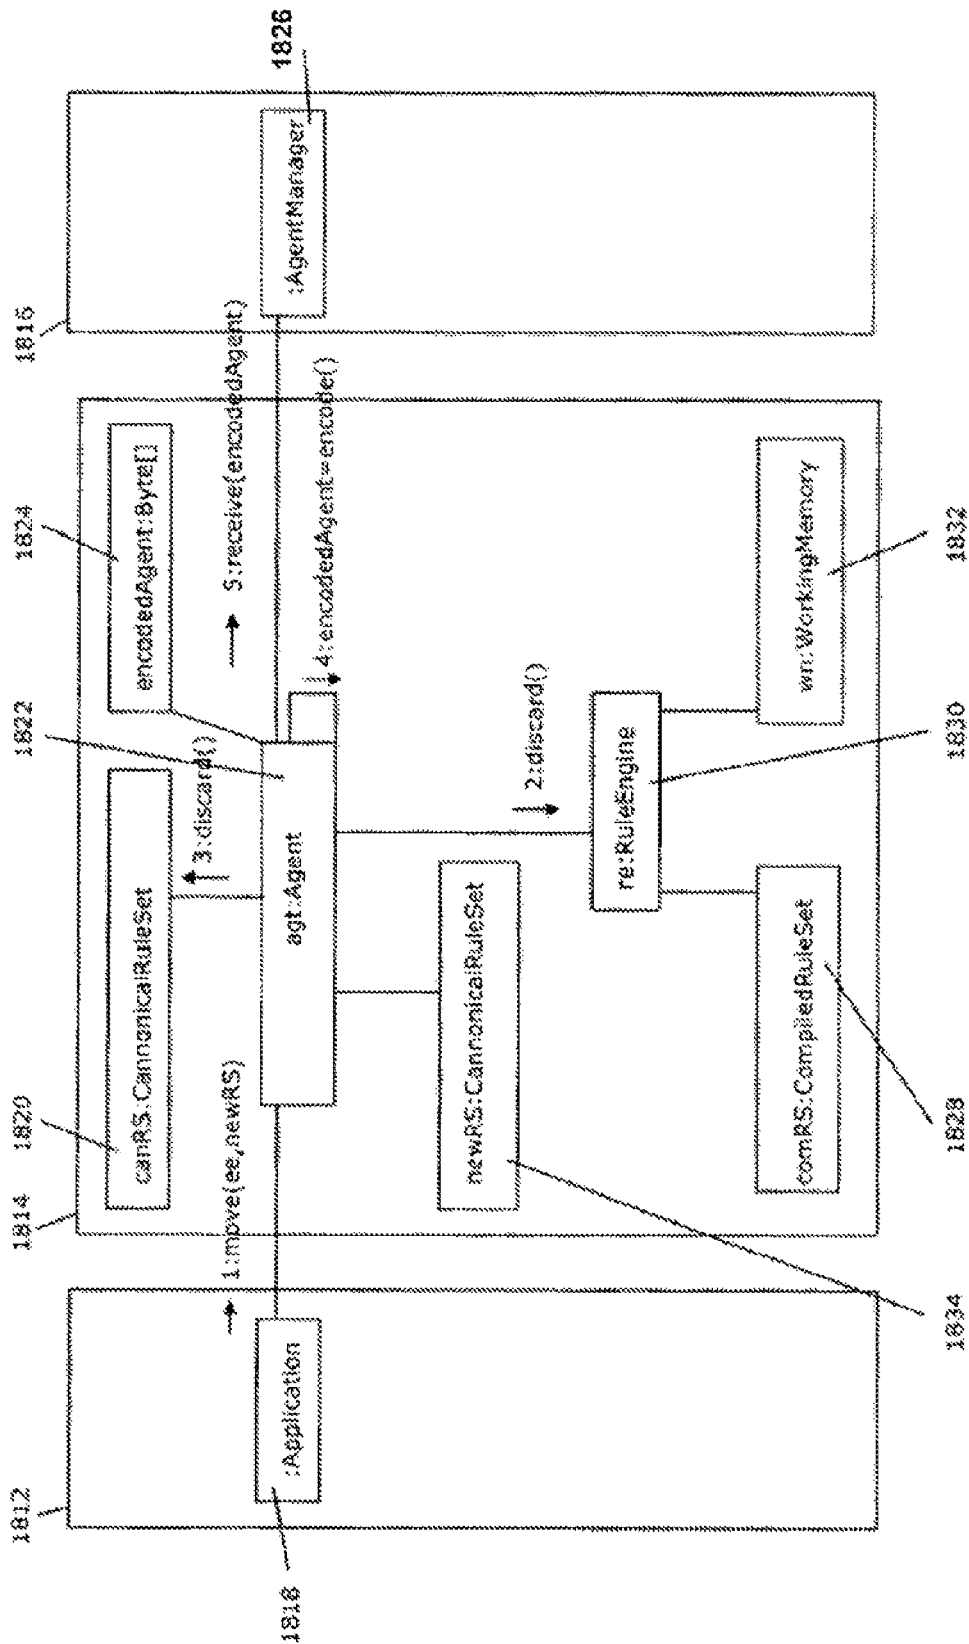 1812
1814
1820
1822
1824
1816
canRS:CannonicalRuleSet
encodedAgent:Byte[]
1:move(ee,newRS)
3:discard()
5:receive(encodedAgent)
:Application
agt:Agent
:AgentManager
1826
4:encodedAgent=encode()
1818
newRS:CannonicalRuleSet
2:discard()
re:RuleEngine
comRS:CompiledRuleSet
wn:WorkingMemory
1834
1828
1830
1832